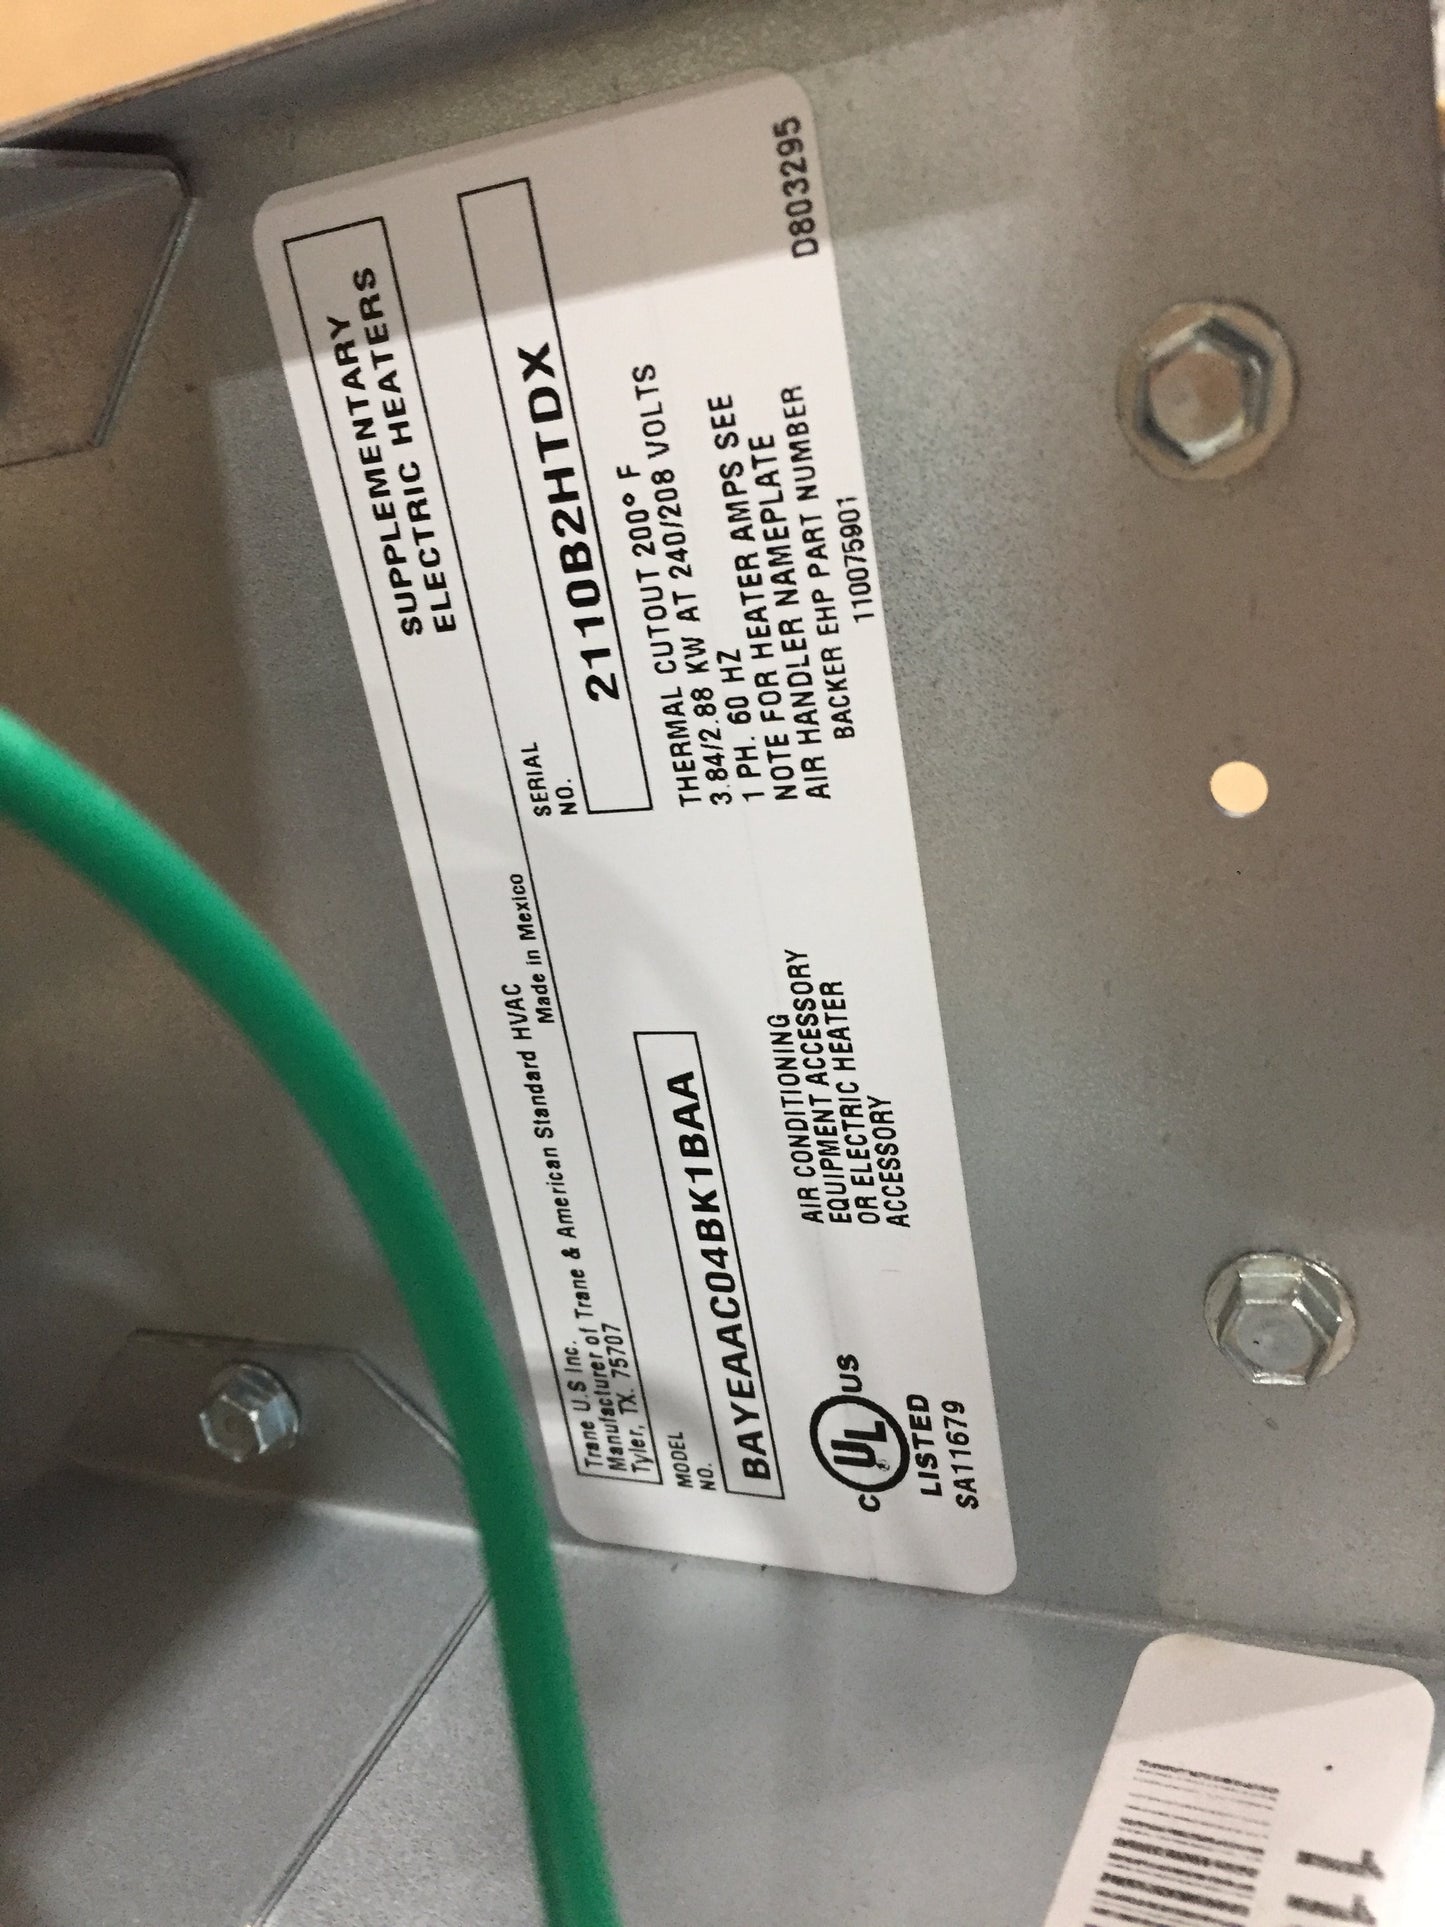 Trane U.S Inc.
Manufacturer of Trane & American Standard HVAC
Tyler, TX. 75707
Made in Mexico
SUPPLEMENTARY
ELECTRIC HEATERS
MODEL
NO.
BAYEAAC04BK1BAA
SERIAL
NO.
2110B2HTDX
C UL US
LISTED
SA11679
AIR CONDITIONING
EQUIPMENT ACCESSORY
OR ELECTRIC HEATER
ACCESSORY
THERMAL CUTOUT 200° F
3.84/2.88 KW AT 240/208 VOLTS
1 PH. 60 HZ
NOTE FOR HEATER AMPS SEE
AIR HANDLER NAMEPLATE
BACKER EHP PART NUMBER
110075901
D803295